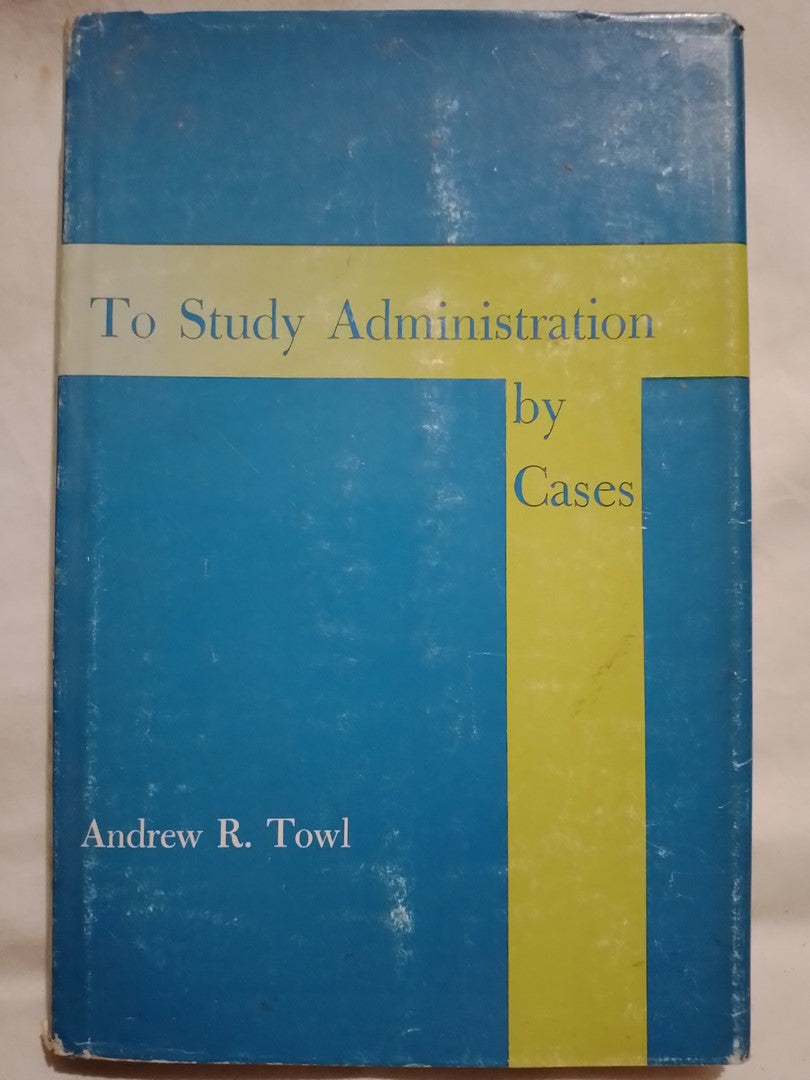 To Study Administration
by
Cases
Andrew R. Towl